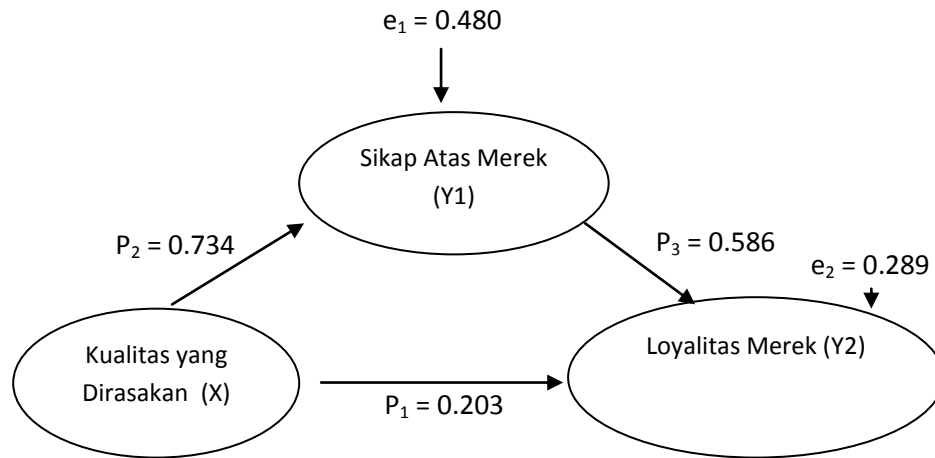 e₁ = 0.480
Sikap Atas Merek
(Y1)
P₂ = 0.734
P₃ = 0.586
e₂ = 0.289
Kualitas yang
Dirasakan (X)
Loyalitas Merek (Y2)
P₁ = 0.203